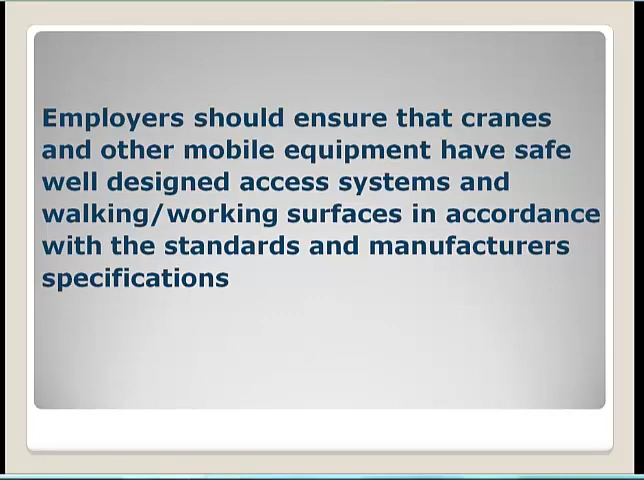 Employers should ensure that cranes
and other mobile equipment have safe
well designed access systems and
walking/working surfaces in accordance
with the standards and manufacturers
specifications